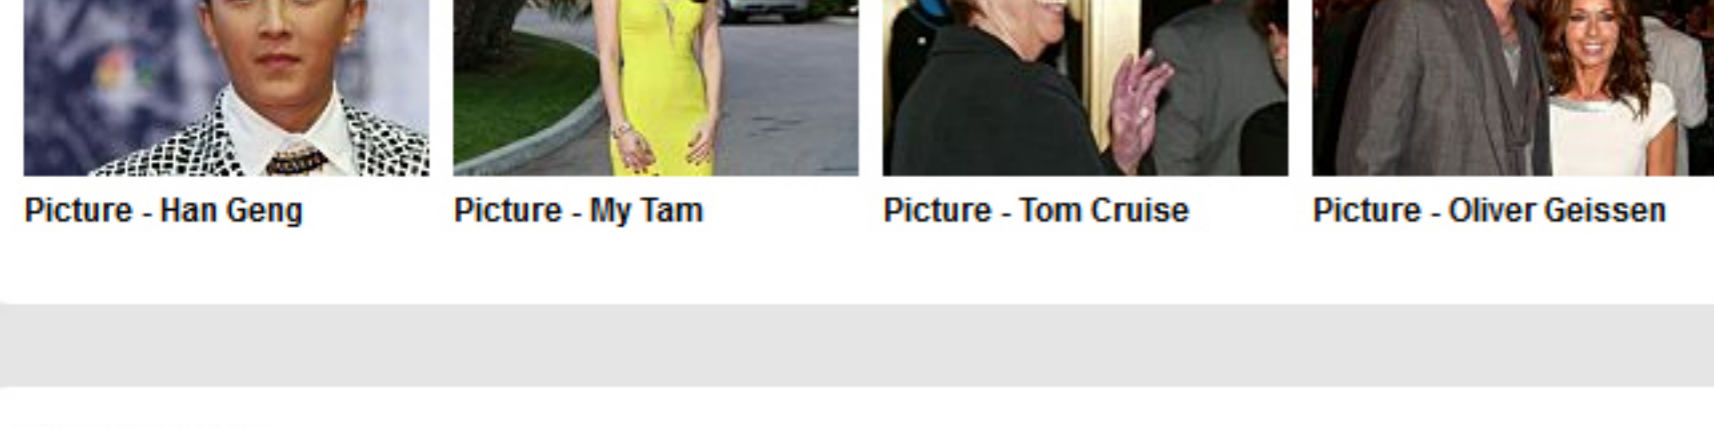 Picture - Han Geng
Picture - My Tam
Picture - Tom Cruise
Picture - Oliver Geissen